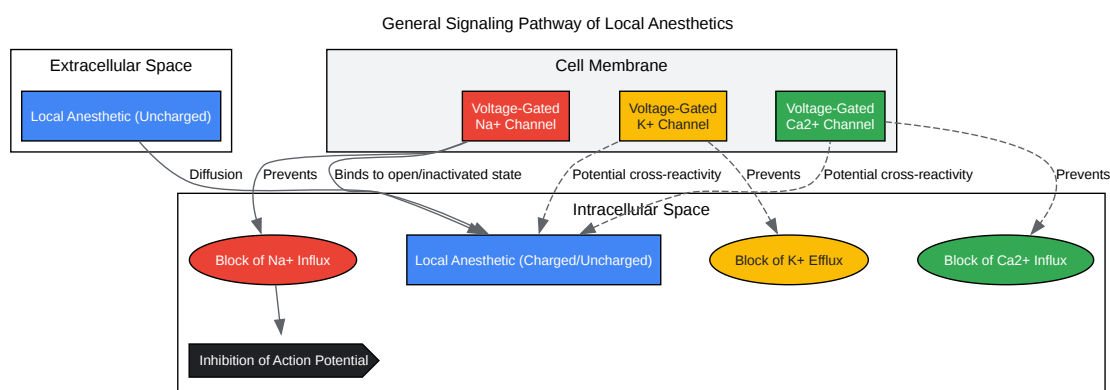 General Signaling Pathway of Local Anesthetics
Extracellular Space
Cell Membrane
Local Anesthetic (Uncharged)
Voltage-Gated
Na+ Channel
Voltage-Gated
K+ Channel
Voltage-Gated
Ca2+ Channel
Diffusion
Prevents
Binds to open/inactivated state
Potential cross-reactivity
Prevents
Potential cross-reactivity
Prevents
Intracellular Space
Block of Na+ Influx
Local Anesthetic (Charged/Uncharged)
Block of K+ Efflux
Block of Ca2+ Influx
Inhibition of Action Potential